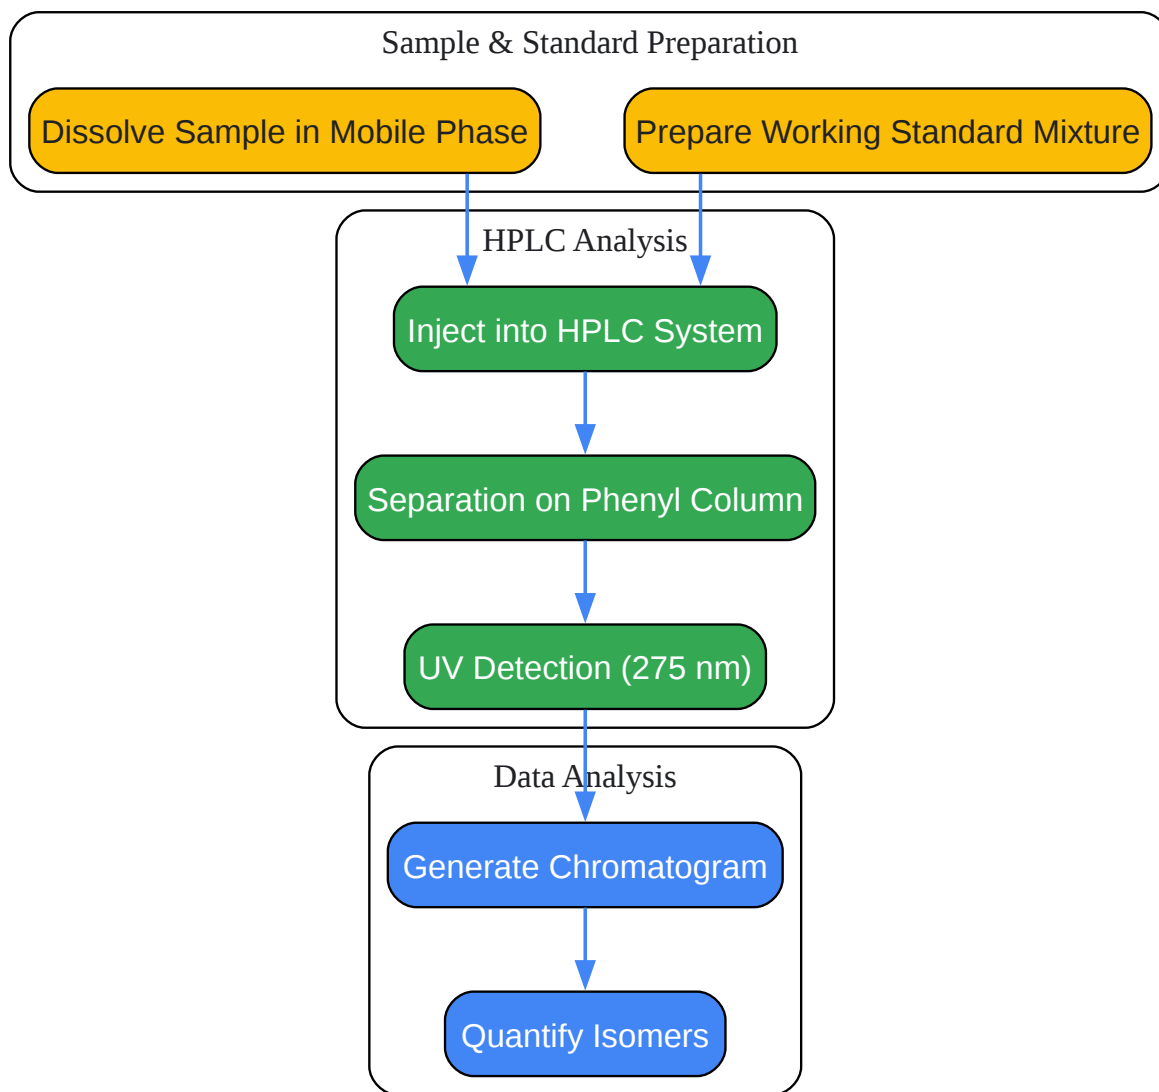 Sample & Standard Preparation
Dissolve Sample in Mobile Phase
Prepare Working Standard Mixture
HPLC Analysis
Inject into HPLC System
Separation on Phenyl Column
UV Detection (275 nm)
Data Analysis
Generate Chromatogram
Quantify Isomers